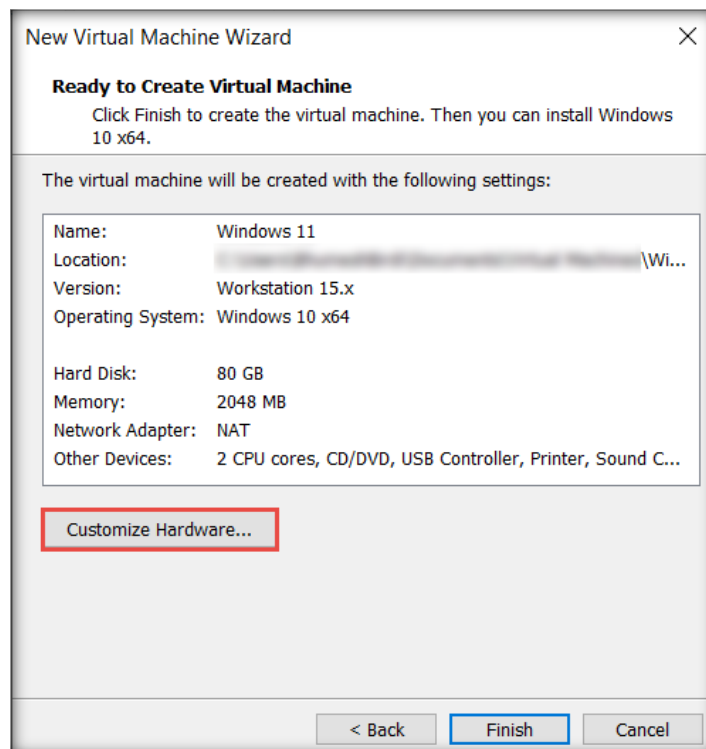 New Virtual Machine Wizard
Ready to Create Virtual Machine
Click Finish to create the virtual machine. Then you can install Windows
10 x64.
The virtual machine will be created with the following settings:
Name: Windows 11
Location: \Wi...
Version: Workstation 15.x
Operating System: Windows 10 x64
Hard Disk: 80 GB
Memory: 2048 MB
Network Adapter: NAT
Other Devices: 2 CPU cores, CD/DVD, USB Controller, Printer, Sound C...
Customize Hardware...
< Back Finish Cancel